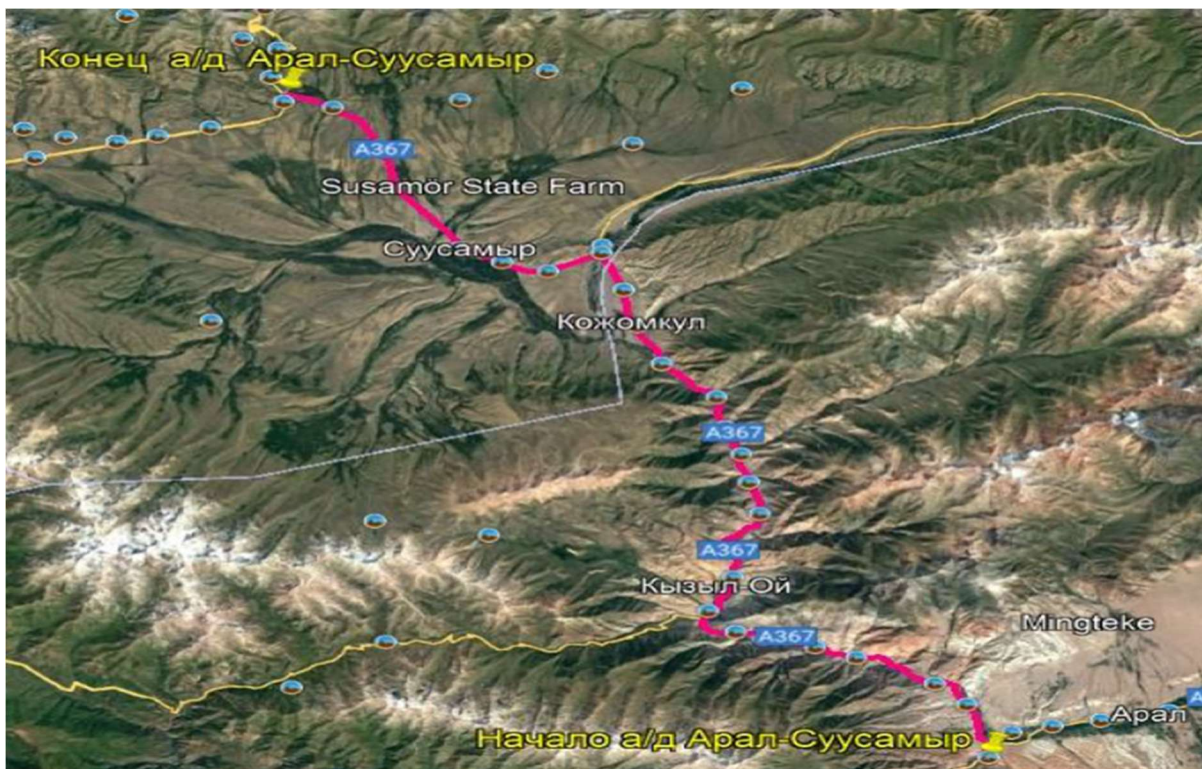 Конец а/д Арал-Суусамыр
A367
Susamör State Farm
Суусамыр
Кожомкул
A367
A367
Кызыл-Ой
A367
Mingteke
Арал
Начало а/д Арал-Суусамыр